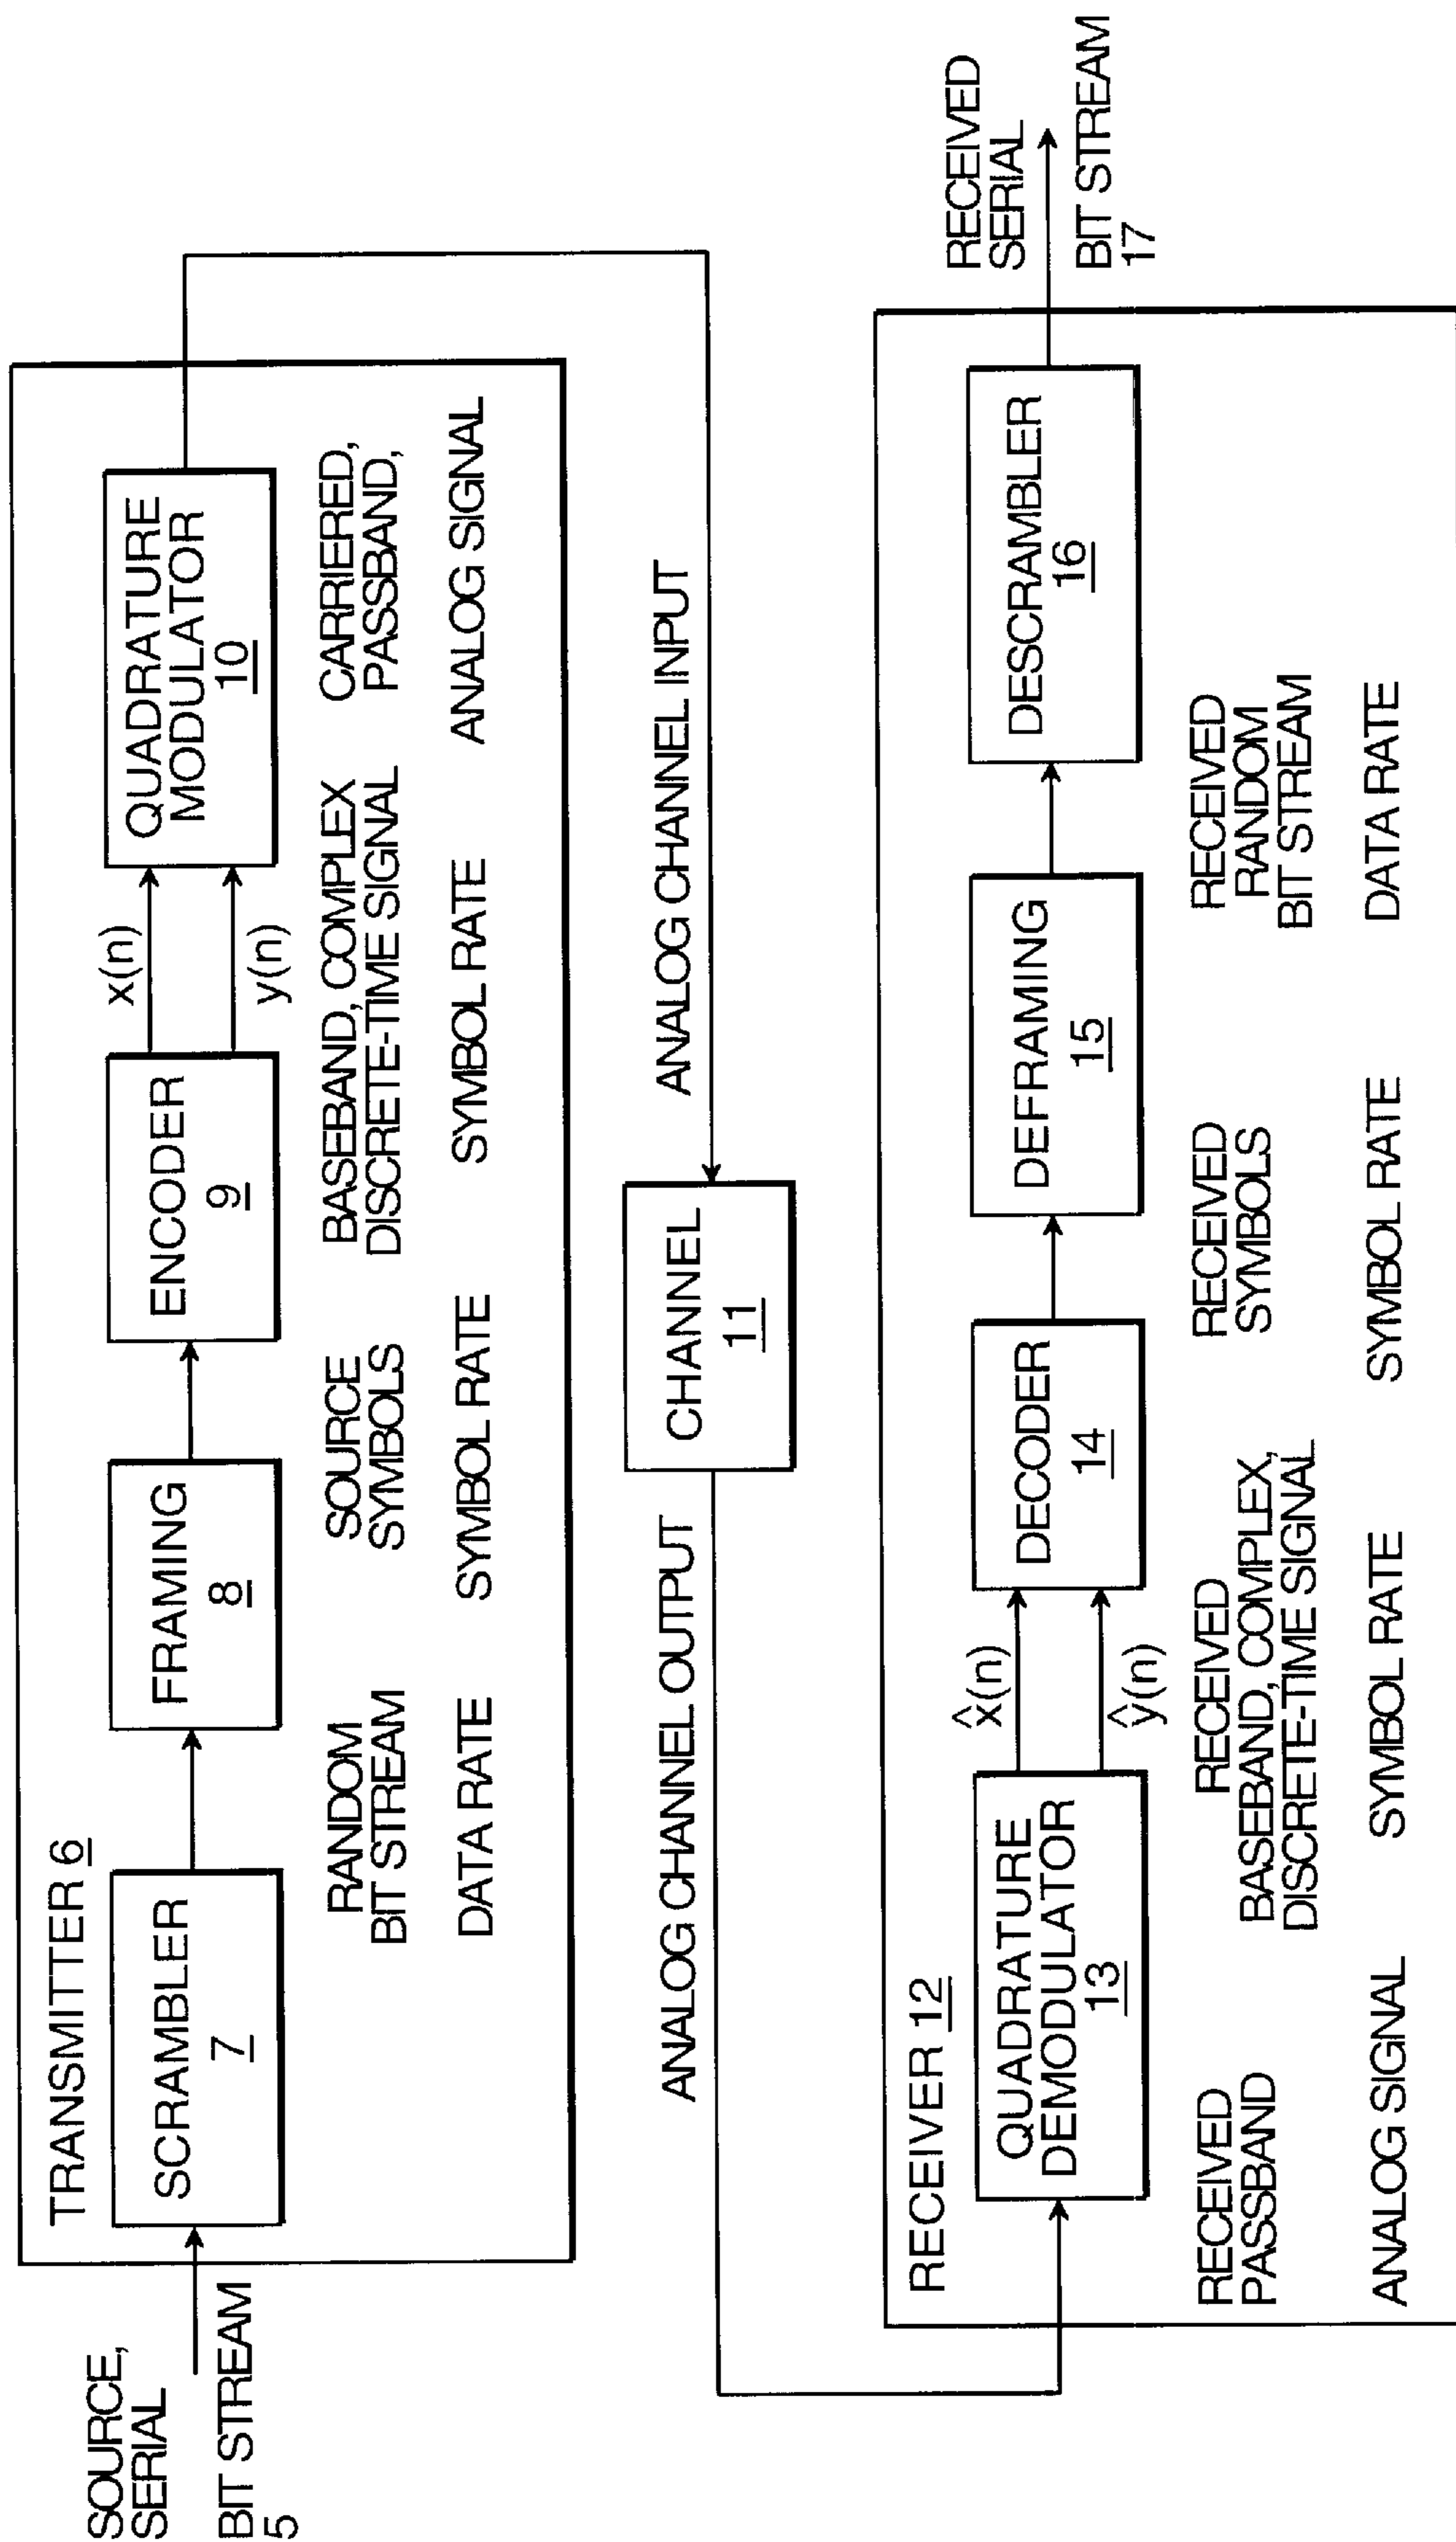 SOURCE,
SERIAL
BIT STREAM
5
TRANSMITTER 6
SCRAMBLER
7
FRAMING
8
ENCODER
9
x(n)
y(n)
QUADRATURE
MODULATOR
10
RANDOM
BIT STREAM
DATA RATE
SOURCE
SYMBOLS
SYMBOL RATE
BASEBAND, COMPLEX
DISCRETE-TIME SIGNAL
SYMBOL RATE
CARRIERED,
PASSBAND,
ANALOG SIGNAL
ANALOG CHANNEL OUTPUT
CHANNEL
11
ANALOG CHANNEL INPUT
RECEIVER 12
QUADRATURE
DEMODULATOR
13
x̂(n)
ŷ(n)
DECODER
14
DEFRAMING
15
DESCRAMBLER
16
RECEIVED
SERIAL
BIT STREAM
17
RECEIVED
PASSBAND
ANALOG SIGNAL
RECEIVED
BASEBAND, COMPLEX,
DISCRETE-TIME SIGNAL
SYMBOL RATE
RECEIVED
SYMBOLS
SYMBOL RATE
RECEIVED
RANDOM
BIT STREAM
DATA RATE